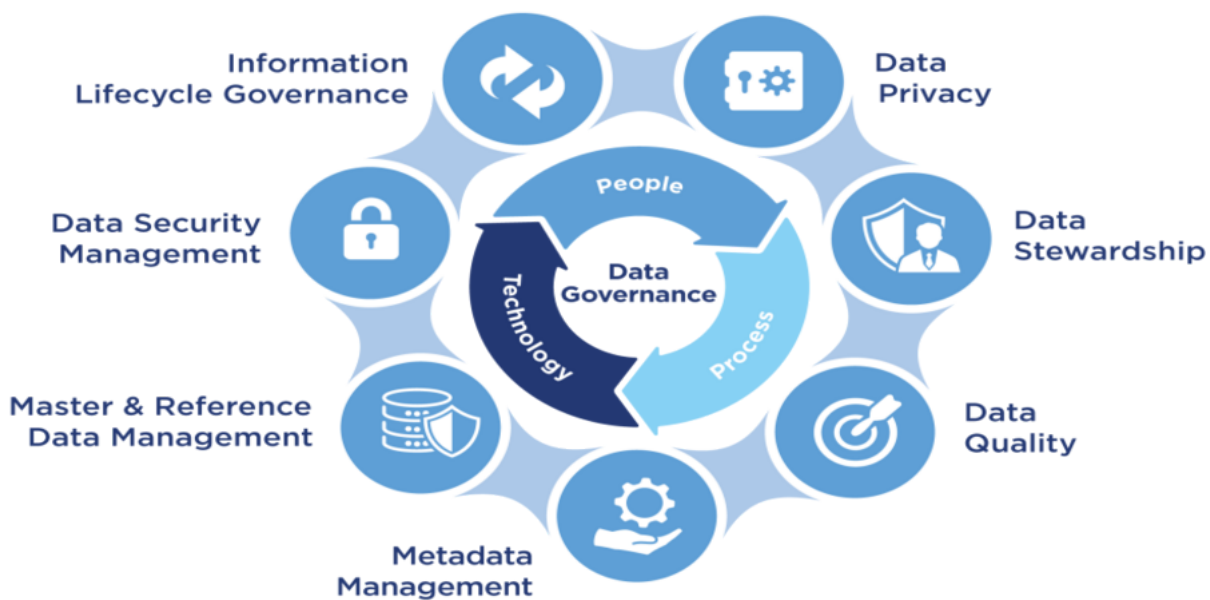 Information
Lifecycle Governance
Data
Privacy
Data Security
Management
Data
Stewardship
People
Process
Technology
Data
Governance
Master & Reference
Data Management
Data
Quality
Metadata
Management